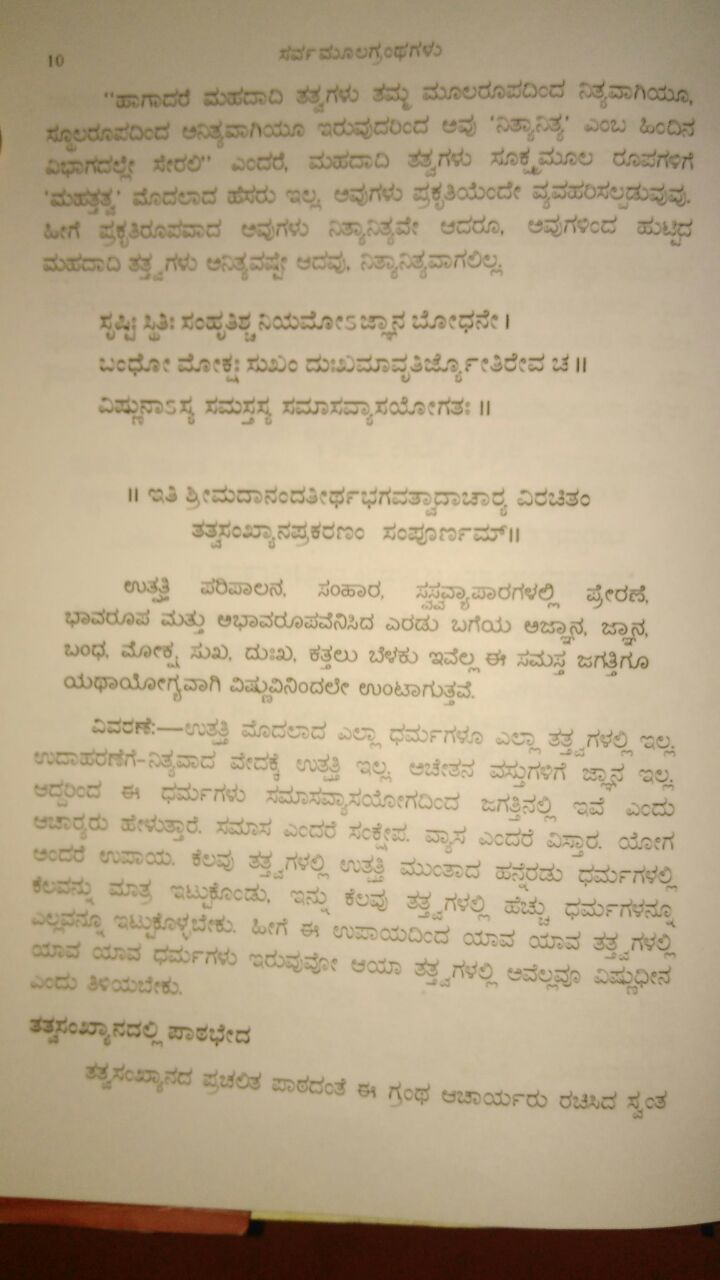 10
ಸರ್ವಮೂಲಗ್ರಂಥಗಳು
"ಹಾಗಾದರೆ ಮಹದಾದಿ ತತ್ವಗಳು ತಮ್ಮ ಮೂಲರೂಪದಿಂದ ನಿತ್ಯವಾಗಿಯೂ,
ಸ್ಥೂಲರೂಪದಿಂದ ಅನಿತ್ಯವಾಗಿಯೂ ಇರುವುದರಿಂದ ಅವು 'ನಿತ್ಯಾನಿತ್ಯ' ಎಂಬ ಹಿಂದಿನ
ವಿಭಾಗದಲ್ಲೇ ಸೇರಲಿ" ಎಂದರೆ, ಮಹದಾದಿ ತತ್ವಗಳು ಸೂಕ್ಷ್ಮಮೂಲ ರೂಪಗಳಿಗೆ
'ಮಹತ್ತತ್ವ' ಮೊದಲಾದ ಹೆಸರು ಇಲ್ಲ. ಅವುಗಳು ಪ್ರಕೃತಿಯೆಂದೇ ವ್ಯವಹರಿಸಲ್ಪಡುವುವು.
ಹೀಗೆ ಪ್ರಕೃತಿರೂಪವಾದ ಅವುಗಳು ನಿತ್ಯಾನಿತ್ಯವೇ ಆದರೂ, ಅವುಗಳಿಂದ ಹುಟ್ಟಿದ
ಮಹದಾದಿ ತತ್ತ್ವಗಳು ಅನಿತ್ಯವಷ್ಟೇ ಆದವು, ನಿತ್ಯಾನಿತ್ಯವಾಗಲಿಲ್ಲ.
ಸೃಷ್ಟಿಃ ಸ್ಥಿತಿಃ ಸಂಹೃತಿಶ್ಚ ನಿಯಮೋಽಜ್ಞಾನ ಬೋಧನೇ ।
ಬಂಧೋ ಮೋಕ್ಷಃ ಸುಖಂ ದುಃಖಮಾವೃತಿರ್ಜ್ಯೋತಿರೇವ ಚ ॥
ವಿಷ್ಣುನಾಽಸ್ಯ ಸಮಸ್ತಸ್ಯ ಸಮಾಸವ್ಯಾಸಯೋಗತಃ ॥
॥ ಇತಿ ಶ್ರೀಮದಾನಂದತೀರ್ಥಭಗವತ್ಪಾದಾಚಾರ್‍ಯ ವಿರಚಿತಂ
ತತ್ವಸಂಖ್ಯಾನಪ್ರಕರಣಂ ಸಂಪೂರ್ಣಮ್॥
ಉತ್ಪತ್ತಿ ಪರಿಪಾಲನ, ಸಂಹಾರ, ಸ್ವಸ್ವವ್ಯಾಪಾರಗಳಲ್ಲಿ ಪ್ರೇರಣೆ,
ಭಾವರೂಪ ಮತ್ತು ಅಭಾವರೂಪವೆನಿಸಿದ ಎರಡು ಬಗೆಯ ಅಜ್ಞಾನ, ಜ್ಞಾನ,
ಬಂಧ, ಮೋಕ್ಷ, ಸುಖ, ದುಃಖ, ಕತ್ತಲು ಬೆಳಕು ಇವೆಲ್ಲ ಈ ಸಮಸ್ತ ಜಗತ್ತಿಗೂ
ಯಥಾಯೋಗ್ಯವಾಗಿ ವಿಷ್ಣುವಿನಿಂದಲೇ ಉಂಟಾಗುತ್ತವೆ.
ವಿವರಣೆ:—ಉತ್ಪತ್ತಿ ಮೊದಲಾದ ಎಲ್ಲಾ ಧರ್ಮಗಳೂ ಎಲ್ಲಾ ತತ್ತ್ವಗಳಲ್ಲಿ ಇಲ್ಲ.
ಉದಾಹರಣೆಗೆ-ನಿತ್ಯವಾದ ವೇದಕ್ಕೆ ಉತ್ಪತ್ತಿ ಇಲ್ಲ. ಅಚೇತನ ವಸ್ತುಗಳಿಗೆ ಜ್ಞಾನ ಇಲ್ಲ.
ಆದ್ದರಿಂದ ಈ ಧರ್ಮಗಳು ಸಮಾಸವ್ಯಾಸಯೋಗದಿಂದ ಜಗತ್ತಿನಲ್ಲಿ ಇವೆ ಎಂದು
ಆಚಾರ್‍ಯರು ಹೇಳುತ್ತಾರೆ. ಸಮಾಸ ಎಂದರೆ ಸಂಕ್ಷೇಪ. ವ್ಯಾಸ ಎಂದರೆ ವಿಸ್ತಾರ. ಯೋಗ
ಅಂದರೆ ಉಪಾಯ. ಕೆಲವು ತತ್ತ್ವಗಳಲ್ಲಿ ಉತ್ಪತ್ತಿ ಮುಂತಾದ ಹನ್ನೆರಡು ಧರ್ಮಗಳಲ್ಲಿ
ಕೆಲವನ್ನು ಮಾತ್ರ ಇಟ್ಟುಕೊಂಡು, ಇನ್ನು ಕೆಲವು ತತ್ತ್ವಗಳಲ್ಲಿ ಹೆಚ್ಚು ಧರ್ಮಗಳನ್ನೂ
ಎಲ್ಲವನ್ನೂ ಇಟ್ಟುಕೊಳ್ಳಬೇಕು. ಹೀಗೆ ಈ ಉಪಾಯದಿಂದ ಯಾವ ಯಾವ ತತ್ತ್ವಗಳಲ್ಲಿ
ಯಾವ ಯಾವ ಧರ್ಮಗಳು ಇರುವುವೋ ಆಯಾ ತತ್ತ್ವಗಳಲ್ಲಿ ಅವೆಲ್ಲವೂ ವಿಷ್ಣುಧೀನ
ಎಂದು ತಿಳಿಯಬೇಕು.
ತತ್ವಸಂಖ್ಯಾನದಲ್ಲಿ ಪಾಠಭೇದ
ತತ್ವಸಂಖ್ಯಾನದ ಪ್ರಚಲಿತ ಪಾಠದಂತೆ ಈ ಗ್ರಂಥ ಆಚಾರ್ಯರು ರಚಿಸಿದ ಸ್ವಂತ